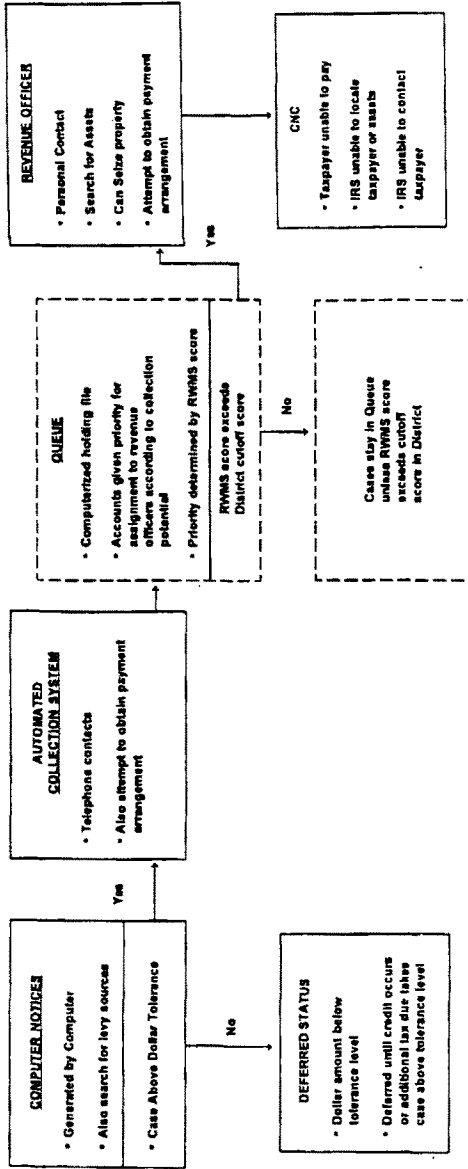 COMPUTER NOTICES
• Generated by Computer
• Also search for levy sources
• Case Above Dollar Tolerance
Yes
No
DEFERRED STATUS
• Dollar amount below
tolerance level
• Deferred until credit occurs
or additional tax due takes
case above tolerance level
AUTOMATED
COLLECTION SYSTEM
• Telephone contacts
• Also attempt to obtain payment
arrangement
QUEUE
• Computerized holding file
• Accounts given priority for
assignment to revenue
officers according to collection
potential
• Priority determined by RWMS score
RWMS score exceeds
District cutoff score
Yes
No
Cases stay in Queue
unless RWMS score
exceeds cutoff
score in District
REVENUE OFFICER
• Personal Contact
• Search for Assets
• Can Seize property
• Attempt to obtain payment
arrangement
CNC
• Taxpayer unable to pay
• IRS unable to locate
taxpayer or assets
• IRS unable to contact
taxpayer